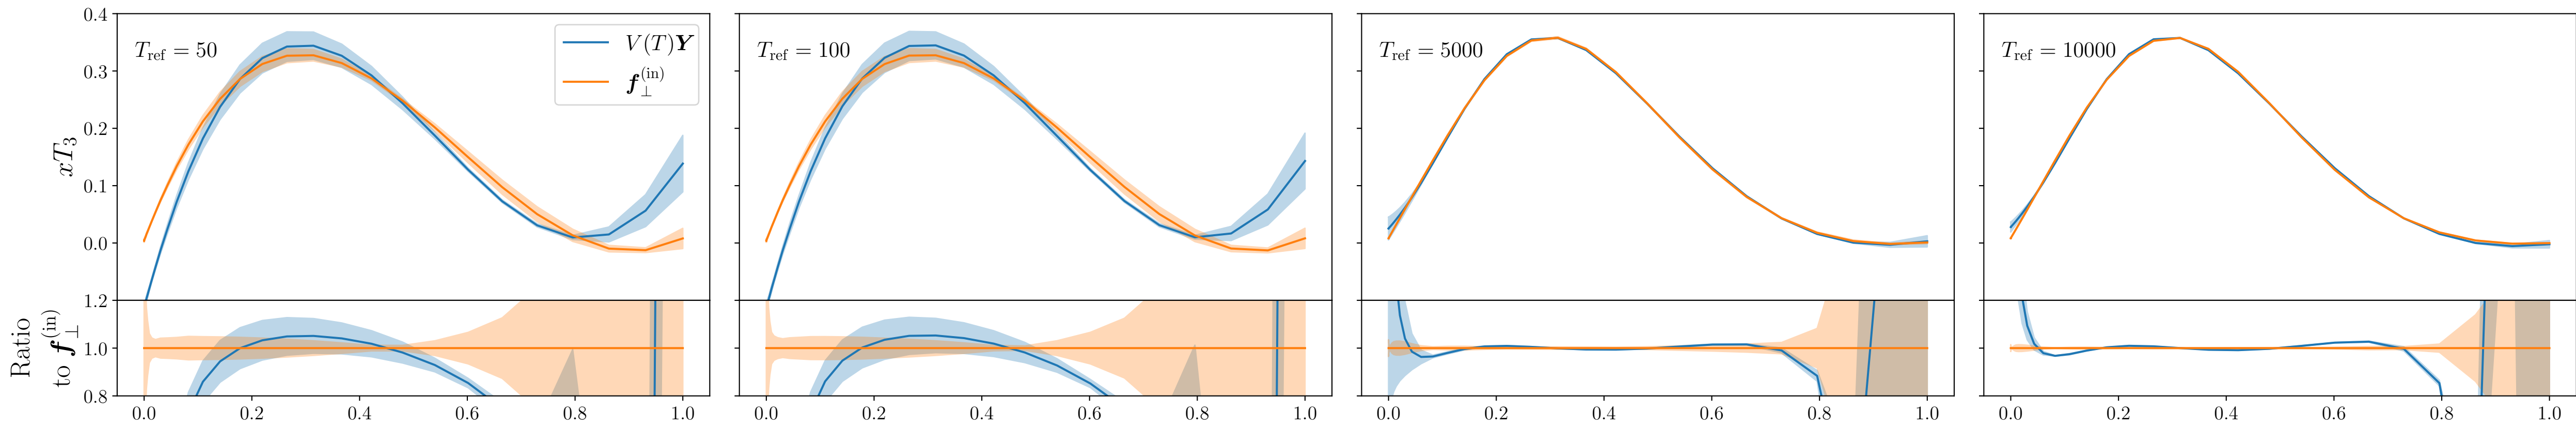 T_ref = 50
V(T)Y
f_⊥^(in)
T_ref = 100
T_ref = 5000
T_ref = 10000
xT_3
0.4
0.3
0.2
0.1
0.0
Ratio
to f_⊥^(in)
1.2
1.0
0.8
0.0 0.2 0.4 0.6 0.8 1.0
0.0 0.2 0.4 0.6 0.8 1.0
0.0 0.2 0.4 0.6 0.8 1.0
0.0 0.2 0.4 0.6 0.8 1.0